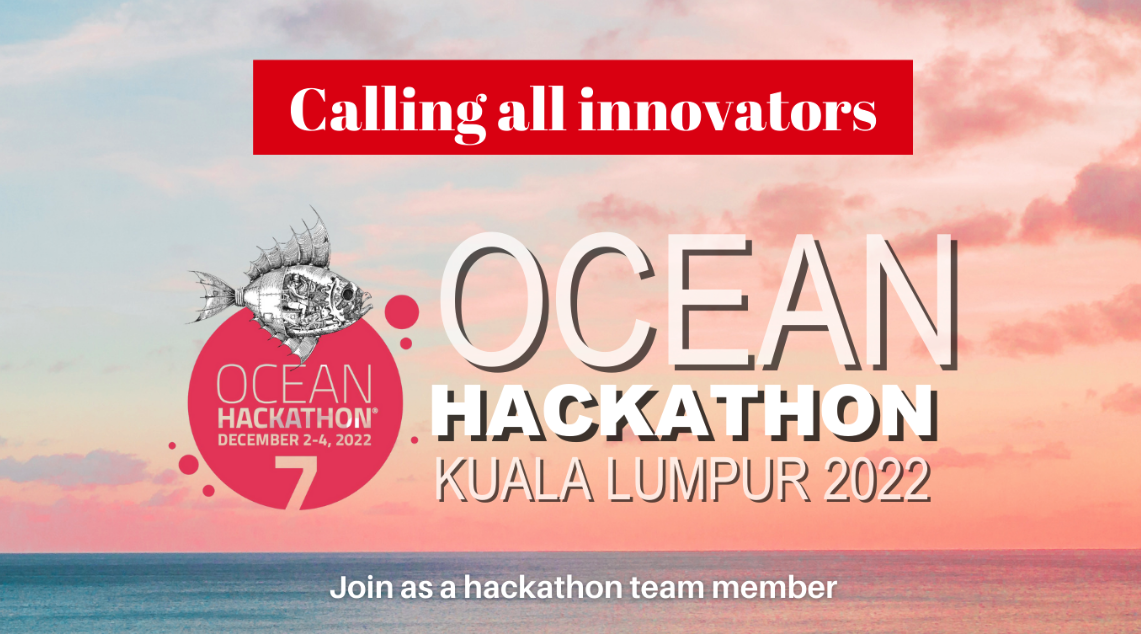 Calling all innovators
OCEAN
HACKATHON®
DECEMBER 2-4, 2022
7
OCEAN
HACKATHON
KUALA LUMPUR 2022
Join as a hackathon team member